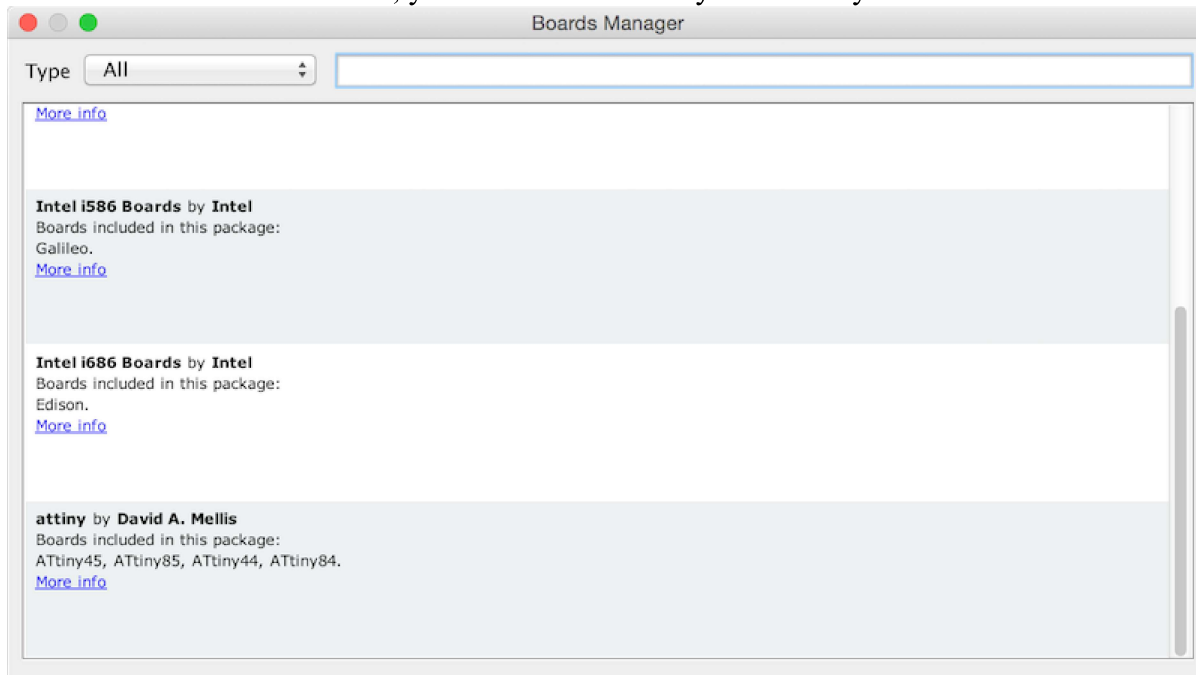 Boards Manager
Type All
More info
Intel i586 Boards by Intel
Boards included in this package:
Galileo.
More info
Intel i686 Boards by Intel
Boards included in this package:
Edison.
More info
attiny by David A. Mellis
Boards included in this package:
ATtiny45, ATtiny85, ATtiny44, ATtiny84.
More info